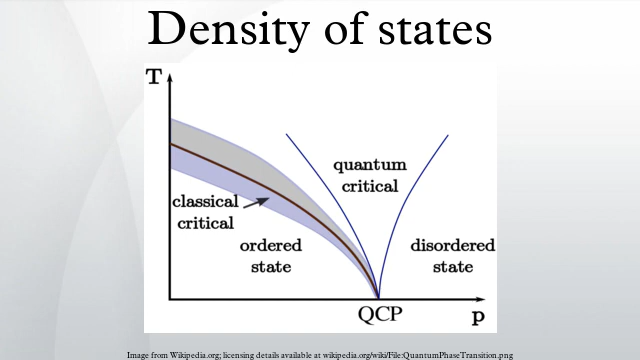 Density of states
T
quantum
critical
classical
critical
ordered
state
disordered
state
QCP
p
Image from Wikipedia.org; licensing details available at wikipedia.org/wiki/File:QuantumPhaseTransition.png